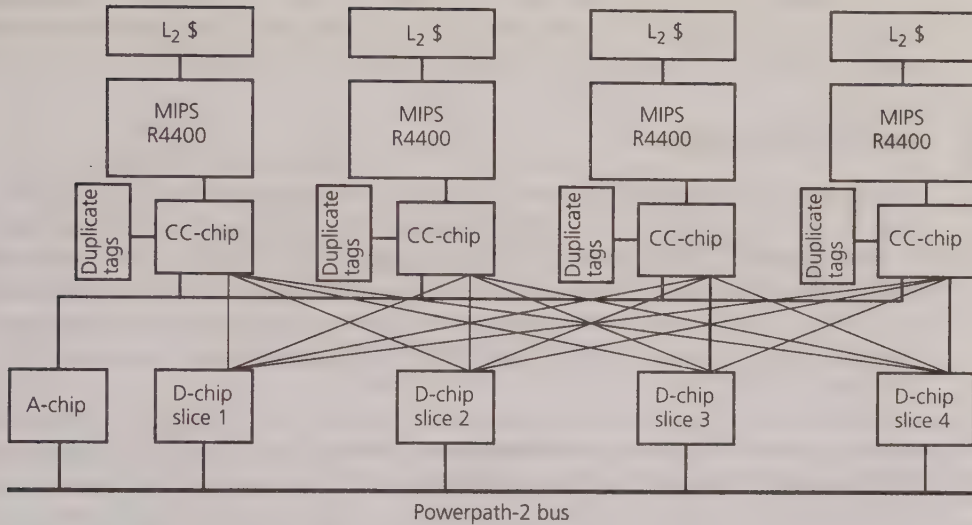 L2 $
L2 $
L2 $
L2 $
MIPS
R4400
MIPS
R4400
MIPS
R4400
MIPS
R4400
Duplicate
tags
CC-chip
Duplicate
tags
CC-chip
Duplicate
tags
CC-chip
Duplicate
tags
CC-chip
A-chip
D-chip
slice 1
D-chip
slice 2
D-chip
slice 3
D-chip
slice 4
Powerpath-2 bus